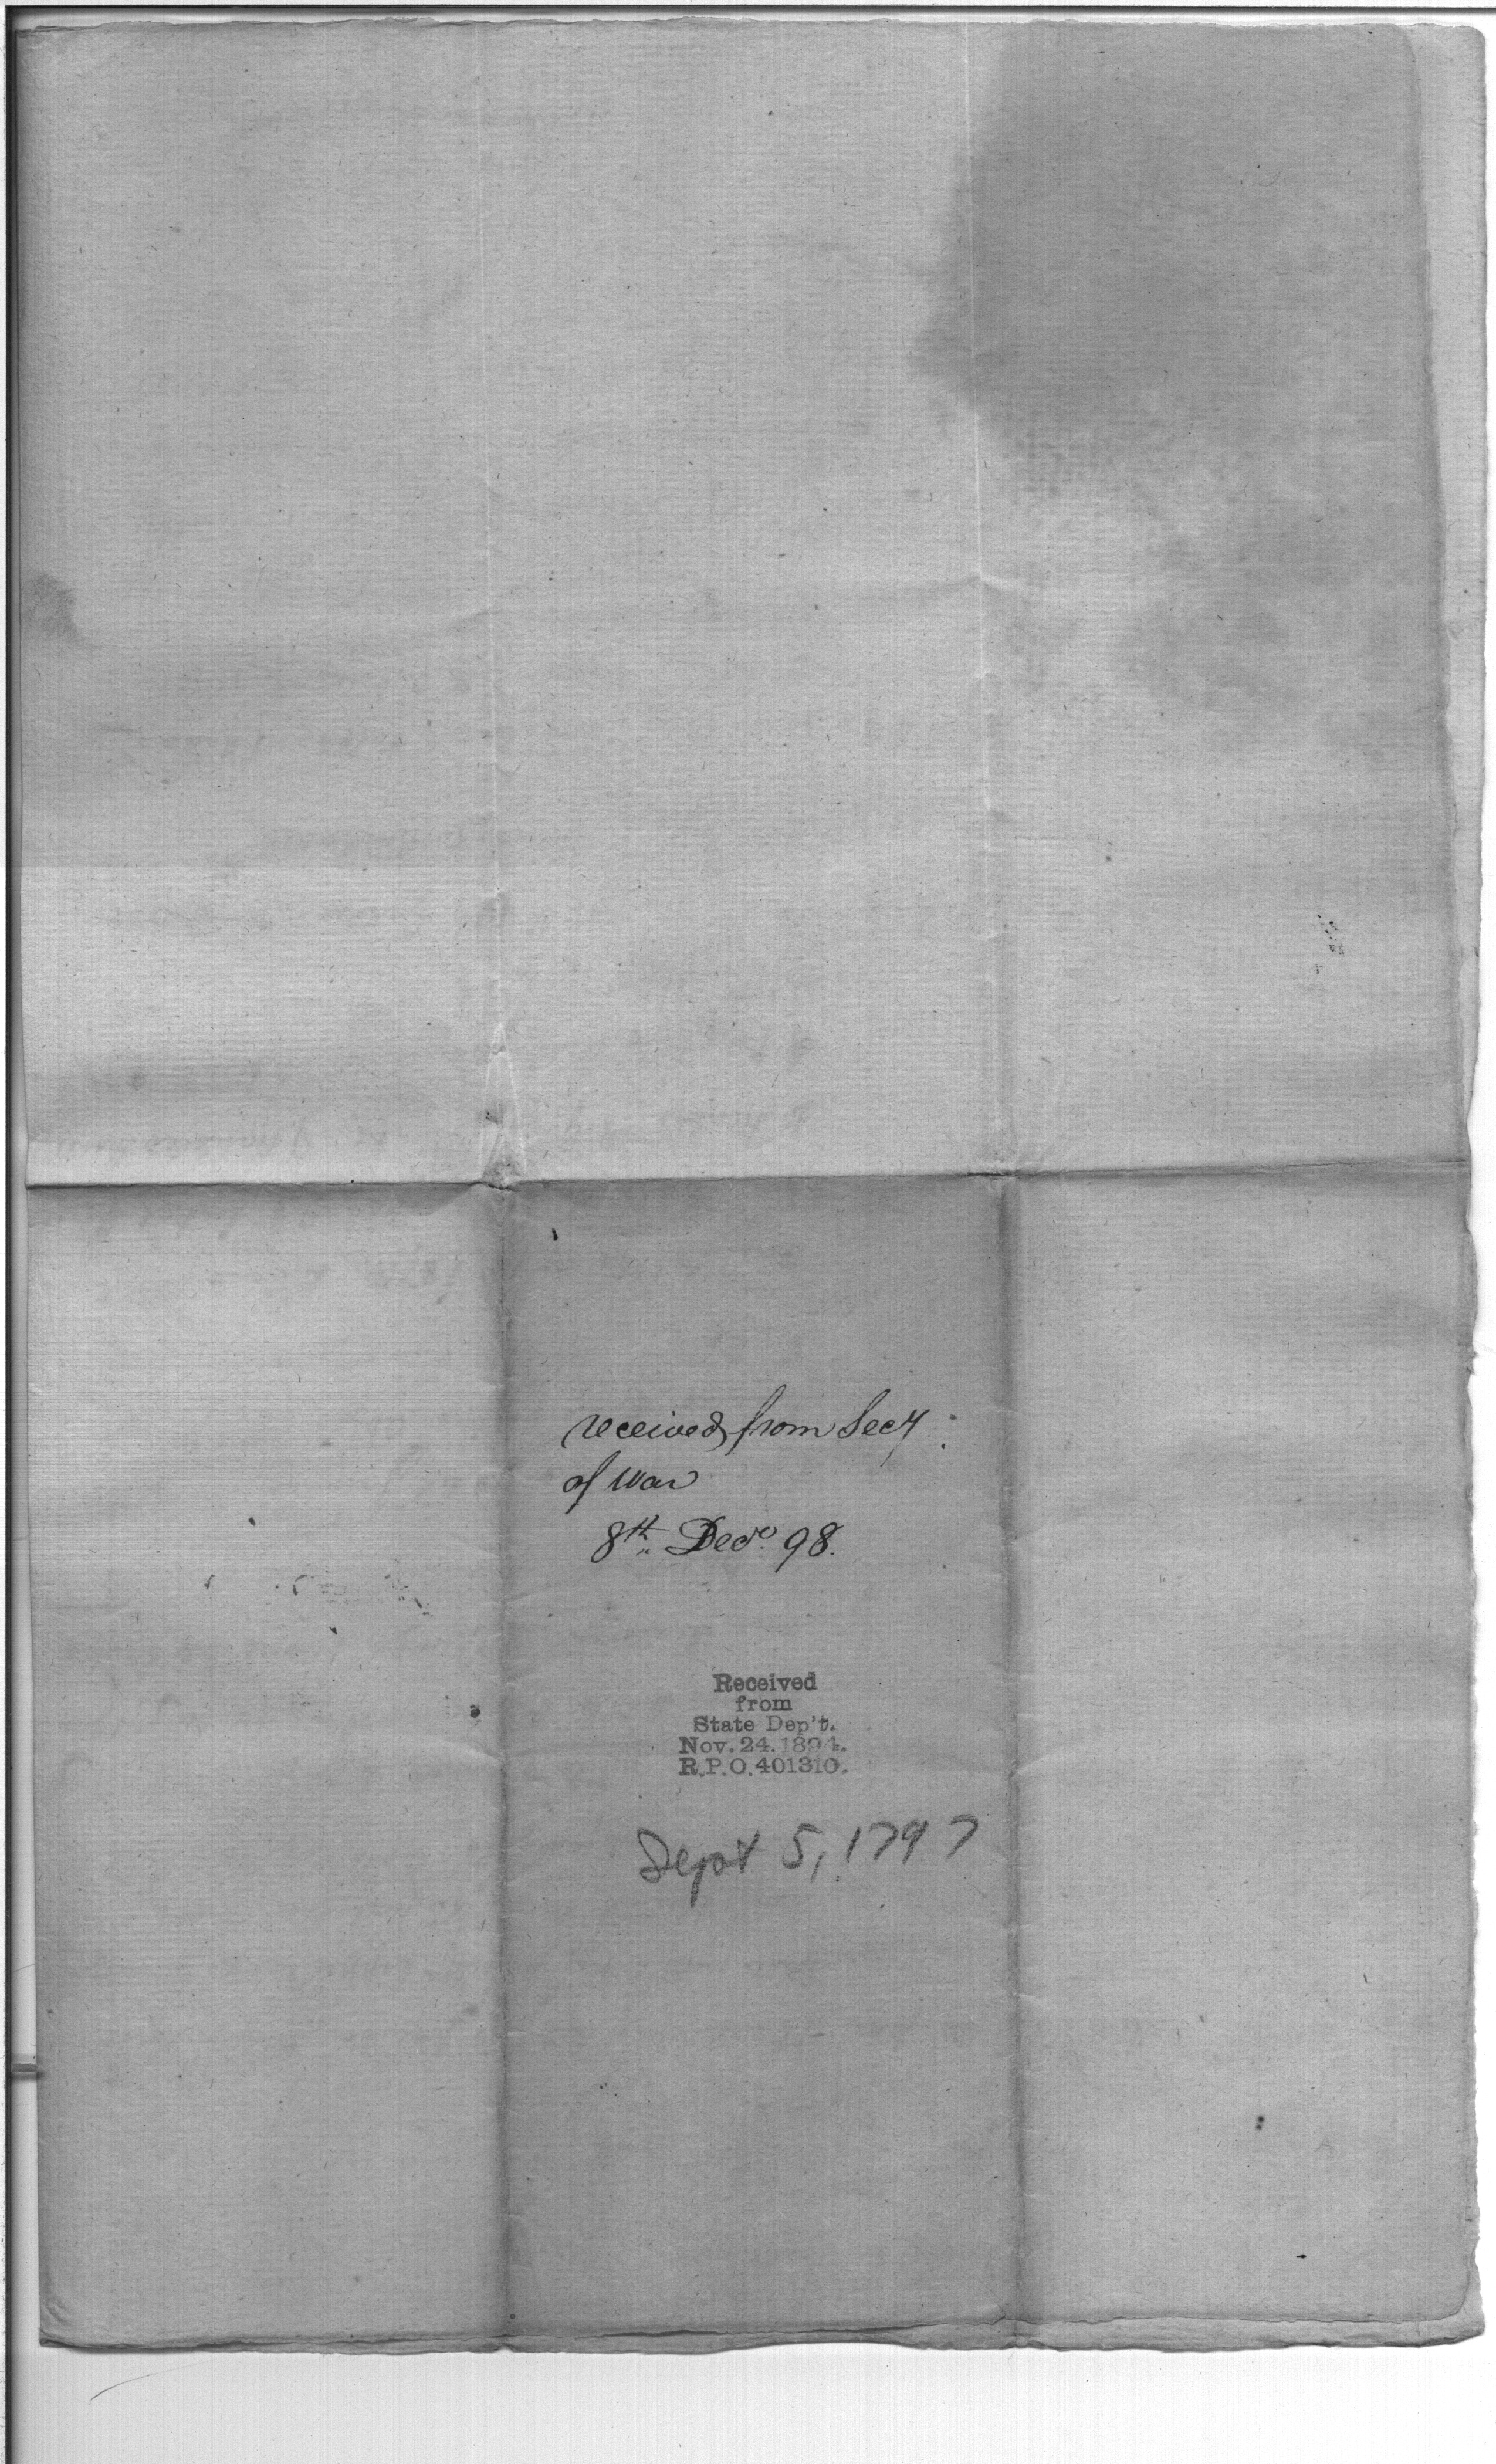 received from Secy
of War
8th Decr 98.
Received
from
State Dep't.
Nov. 24. 1894.
R.P.O. 401310.
Sept 5, 1797